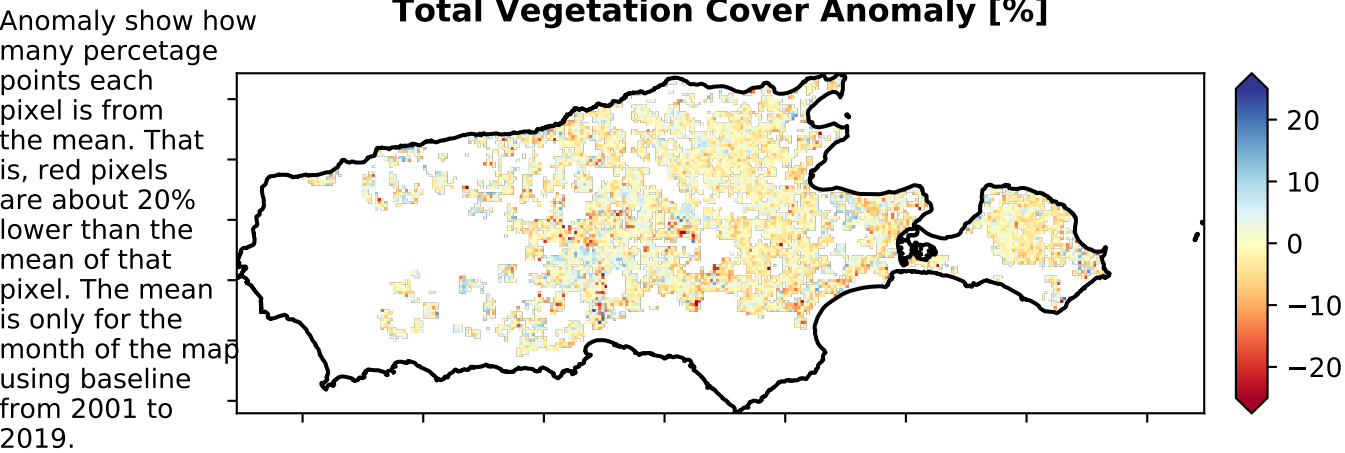 Total Vegetation Cover Anomaly [%]
Anomaly show how
many percetage
points each
pixel is from
the mean. That
is, red pixels
are about 20%
lower than the
mean of that
pixel. The mean
is only for the
month of the map
using baseline
from 2001 to
2019.
20
10
0
−10
−20